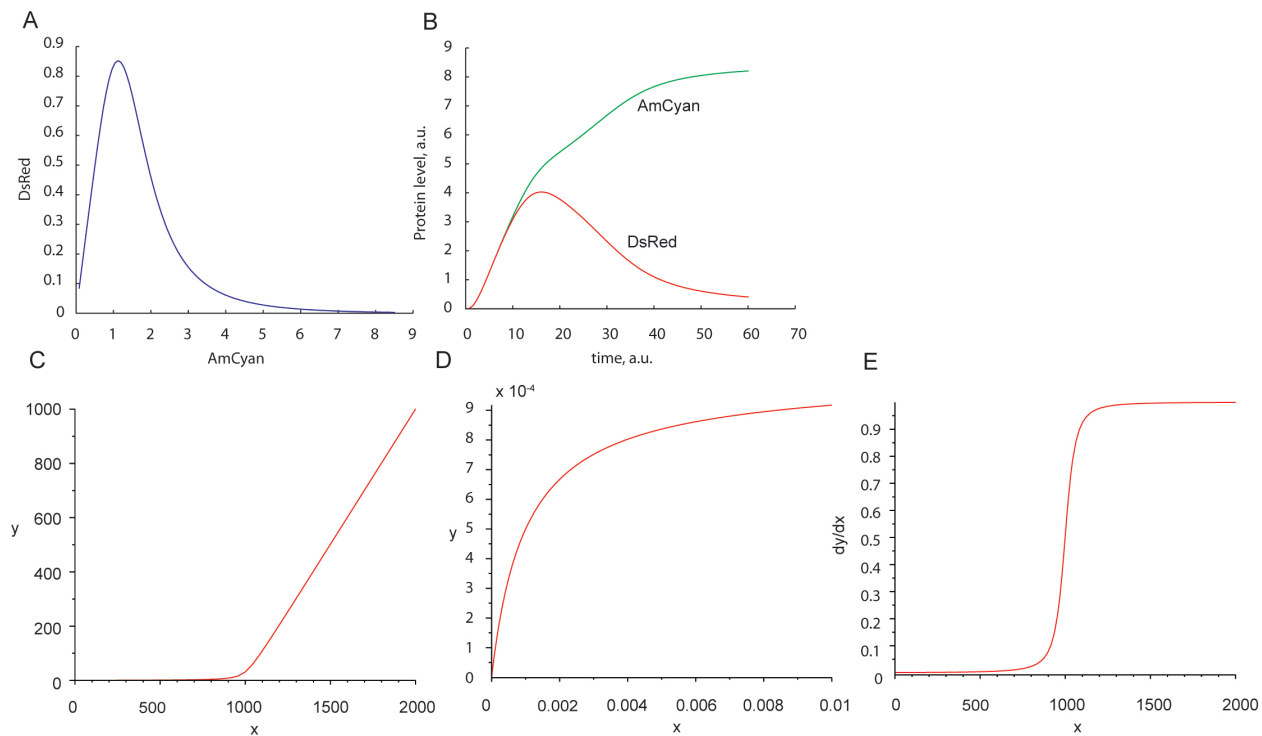 A
DsRed
0.9
0.8
0.7
0.6
0.5
0.4
0.3
0.2
0.1
0
0 1 2 3 4 5 6 7 8 9
AmCyan
B
Protein level, a.u.
9
8
7
6
5
4
3
2
1
0
AmCyan
DsRed
0 10 20 30 40 50 60 70
time, a.u.
C
y
1000
800
600
400
200
0
0 500 1000 1500 2000
x
D
x 10-4
y
9
8
7
6
5
4
3
2
1
0
0 0.002 0.004 0.006 0.008 0.01
x
E
dy/dx
0.9
0.8
0.7
0.6
0.5
0.4
0.3
0.2
0.1
0
0 500 1000 1500 2000
x